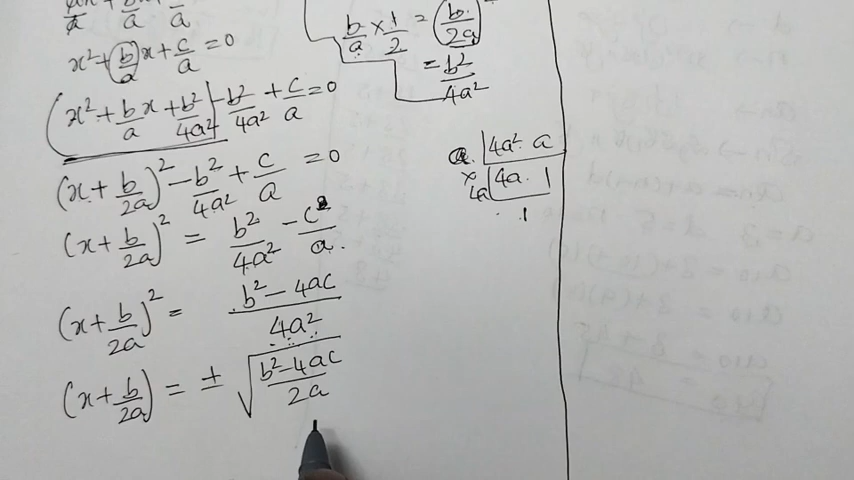 x² + b/a x + c/a = 0
(x² + b/a x + b²/4a²) - b²/4a² + c/a = 0
(x + b/2a)² - b²/4a² + c/a = 0
(x + b/2a)² = b²/4a² - c/a
(x + b/2a)² = b² - 4ac / 4a²
(x + b/2a) = ± √(b² - 4ac / 2a)
b/a × 1/2 = (b/2a)²
= b²/4a²
a | 4a² . a
4a | 4a . 1
. 1